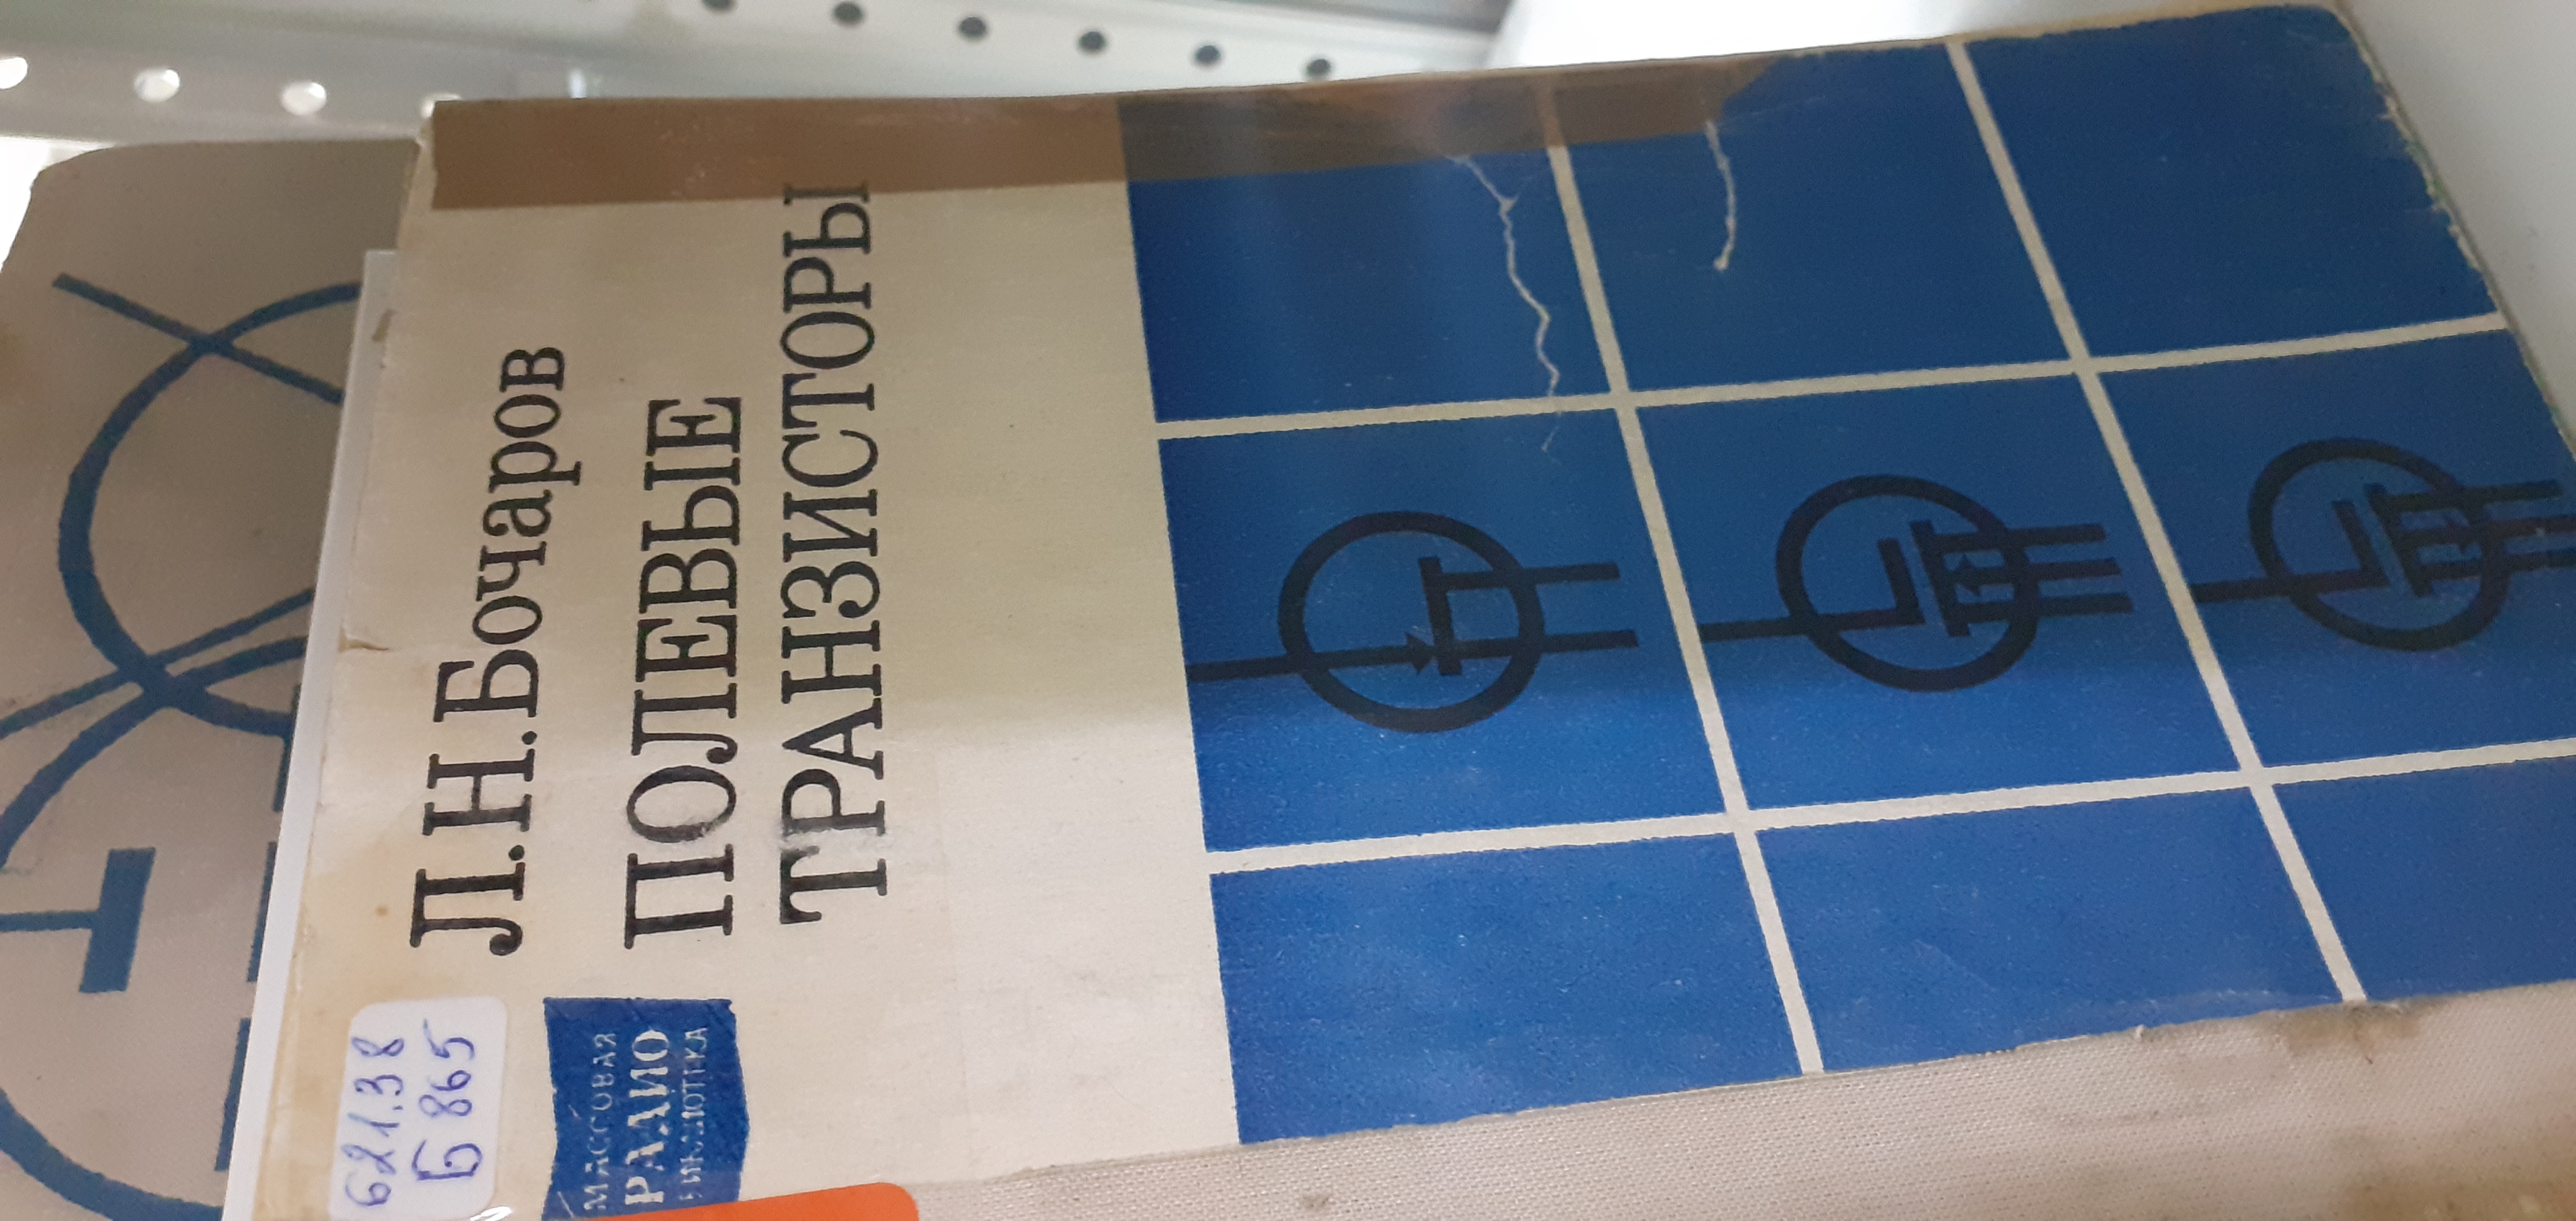 Л.Н.Бочаров
ПОЛЕВЫЕ
ТРАНЗИСТОРЫ
621.38
Б 865
МАССОВАЯ
РАДИО
БИБЛИОТЕКА